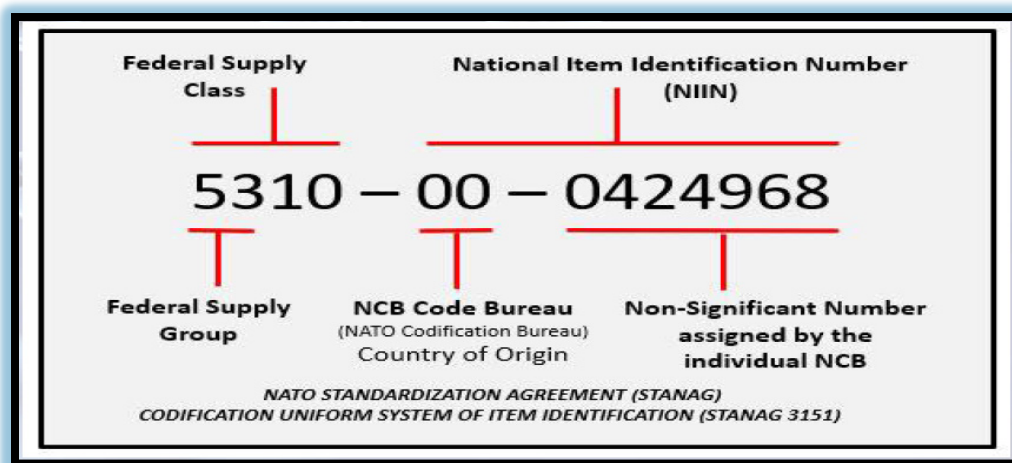 Federal Supply
Class
National Item Identification Number
(NIIN)
5310 – 00 – 0424968
Federal Supply
Group
NCB Code Bureau
(NATO Codification Bureau)
Country of Origin
Non-Significant Number
assigned by the
individual NCB
NATO STANDARDIZATION AGREEMENT (STANAG)
CODIFICATION UNIFORM SYSTEM OF ITEM IDENTIFICATION (STANAG 3151)